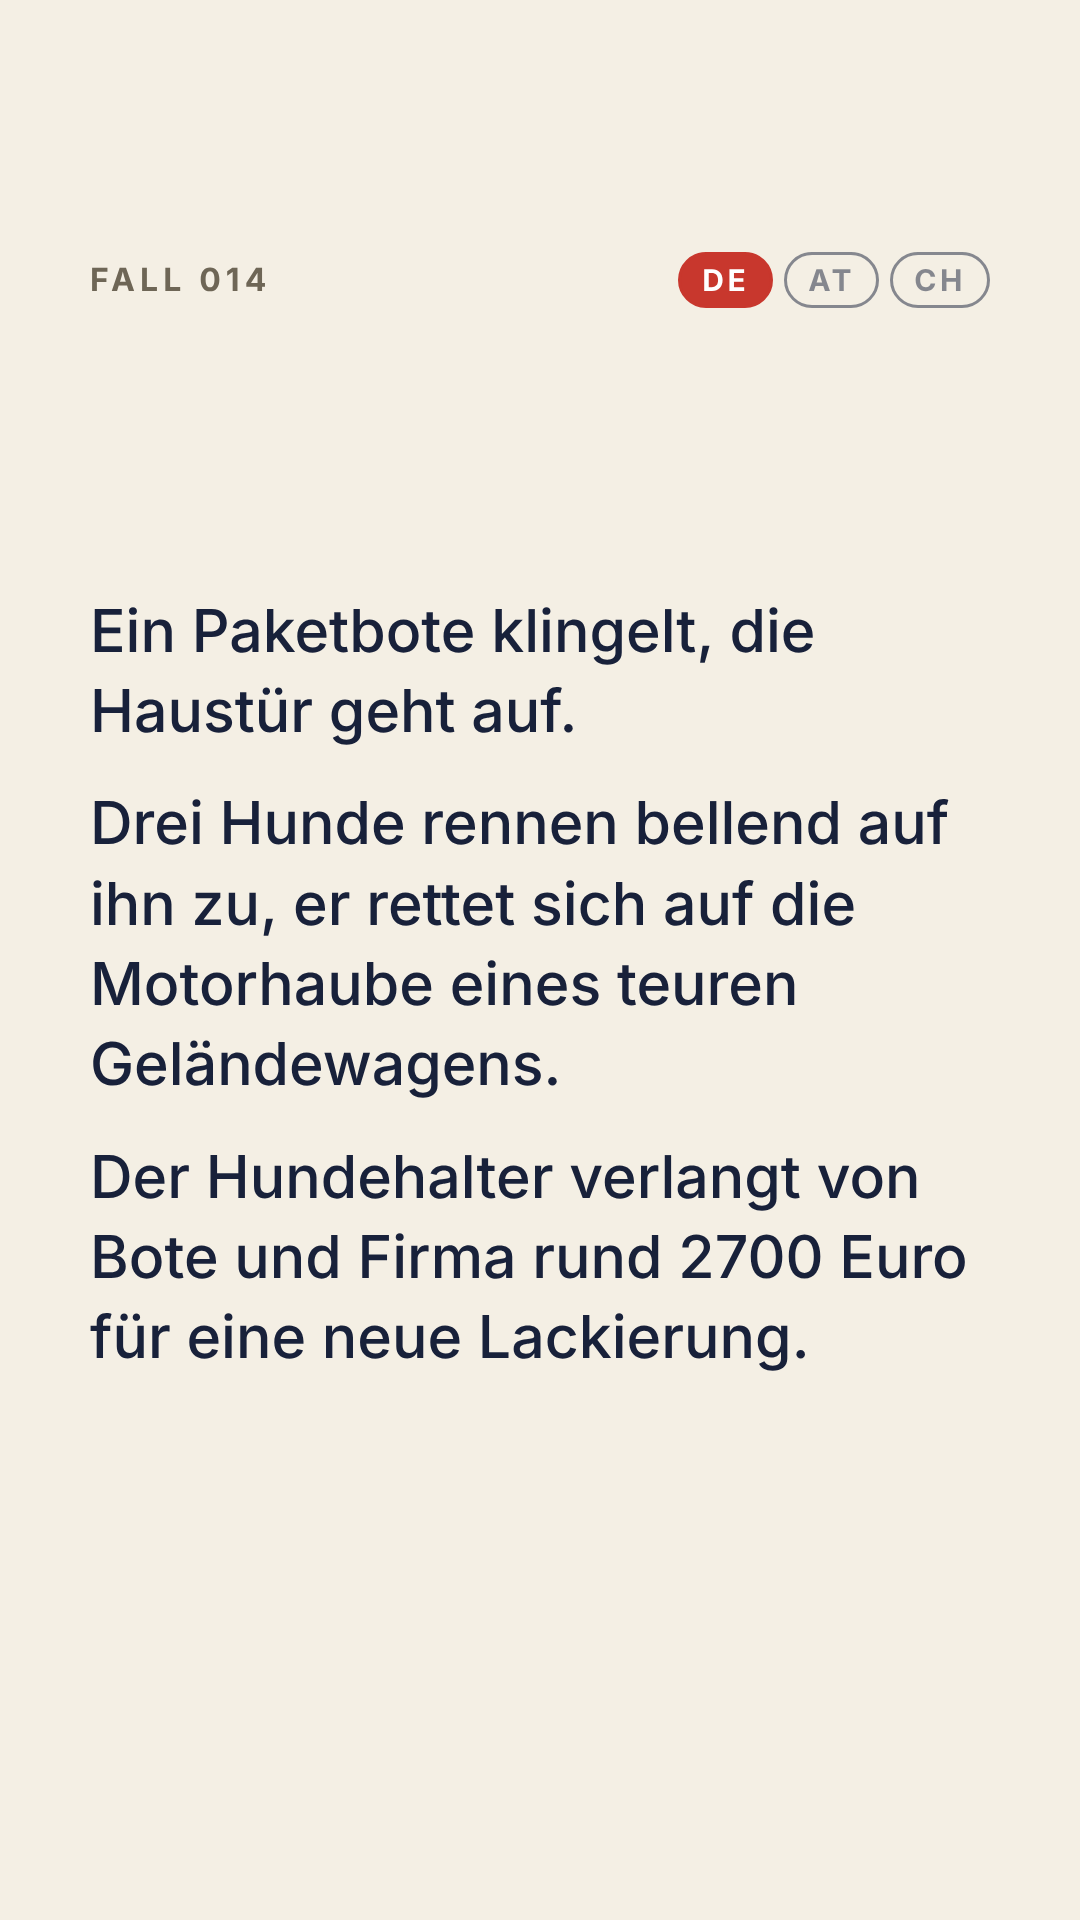 FALL 014
DE AT CH
Ein Paketbote klingelt, die
Haustür geht auf.
Drei Hunde rennen bellend auf
ihn zu, er rettet sich auf die
Motorhaube eines teuren
Geländewagens.
Der Hundehalter verlangt von
Bote und Firma rund 2700 Euro
für eine neue Lackierung.